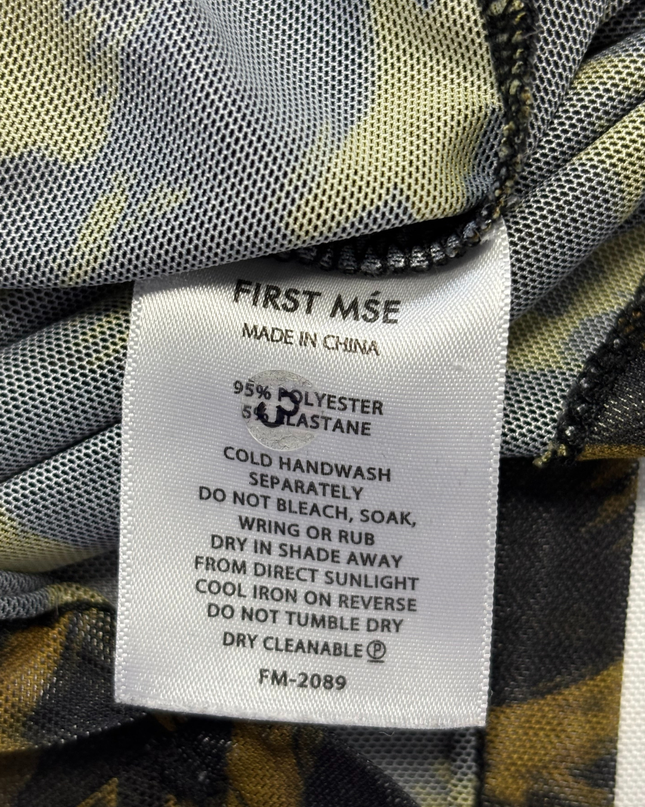 FIRST MŚE
MADE IN CHINA
95% POLYESTER
5% ELASTANE
COLD HANDWASH
SEPARATELY
DO NOT BLEACH, SOAK,
WRING OR RUB
DRY IN SHADE AWAY
FROM DIRECT SUNLIGHT
COOL IRON ON REVERSE
DO NOT TUMBLE DRY
DRY CLEANABLE Ⓟ
FM-2089